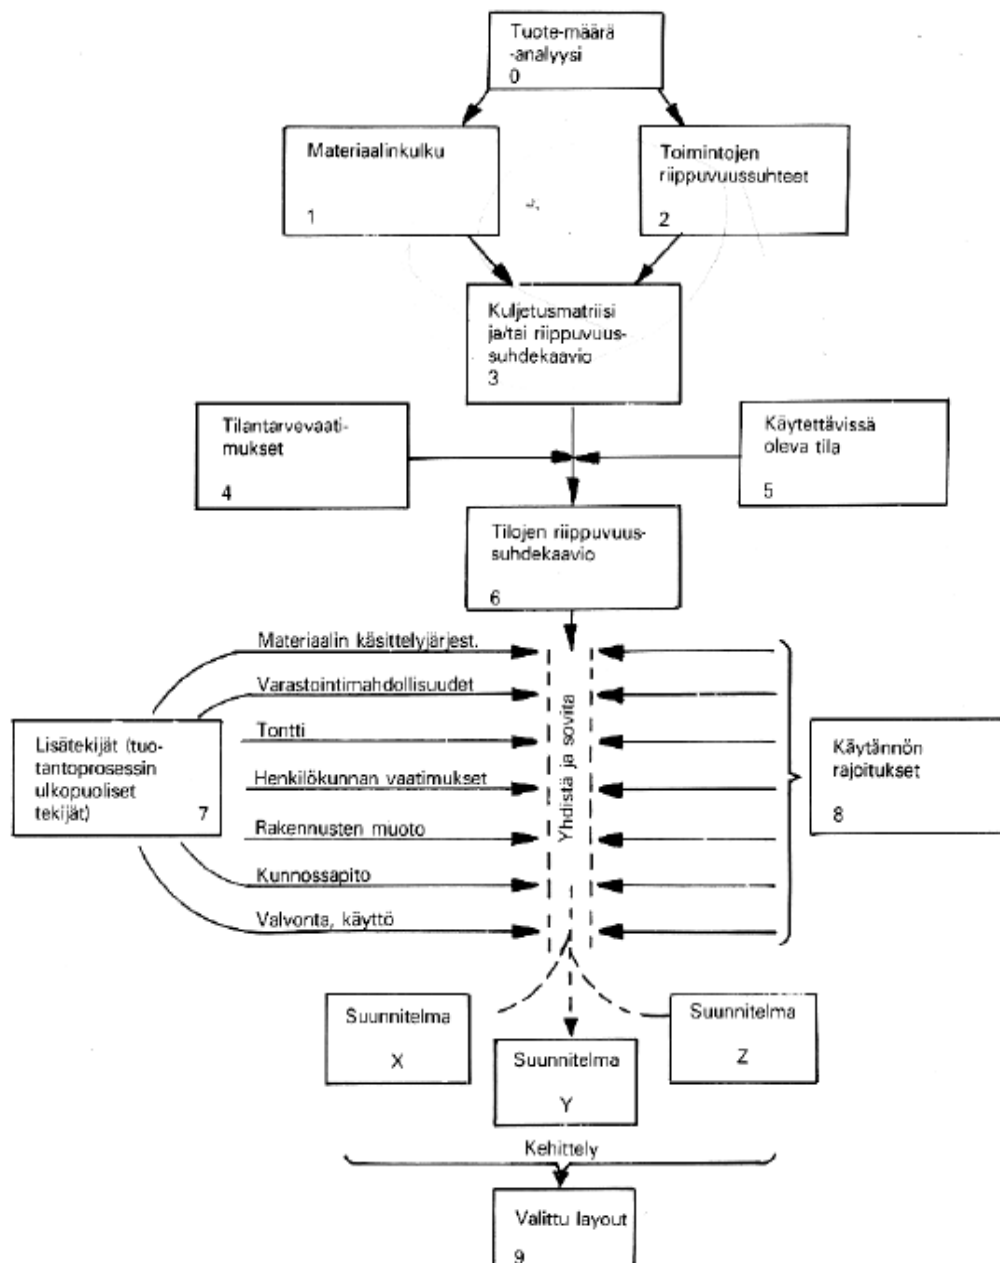 Tuote-määrä
-analyysi
0
Materiaalinkulku
1
Toimintojen
riippuvuussuhteet
2
Kuljetusmatriisi
ja/tai riippuvuus-
suhdekaavio
3
Tilantarvevaati-
mukset
4
Käytettävissä
oleva tila
5
Tilojen riippuvuus-
suhdekaavio
6
Materiaalin käsittelyjärjest.
Varastointimahdollisuudet
Tontti
Henkilökunnan vaatimukset
Rakennusten muoto
Kunnossapito
Valvonta, käyttö
Lisätekijät (tuo-
tantoprosessin
ulkopuoliset
tekijät) 7
Yhdistä ja sovita
Käytännön
rajoitukset
8
Suunnitelma
X
Suunnitelma
Y
Suunnitelma
Z
Kehittely
Valittu layout
9